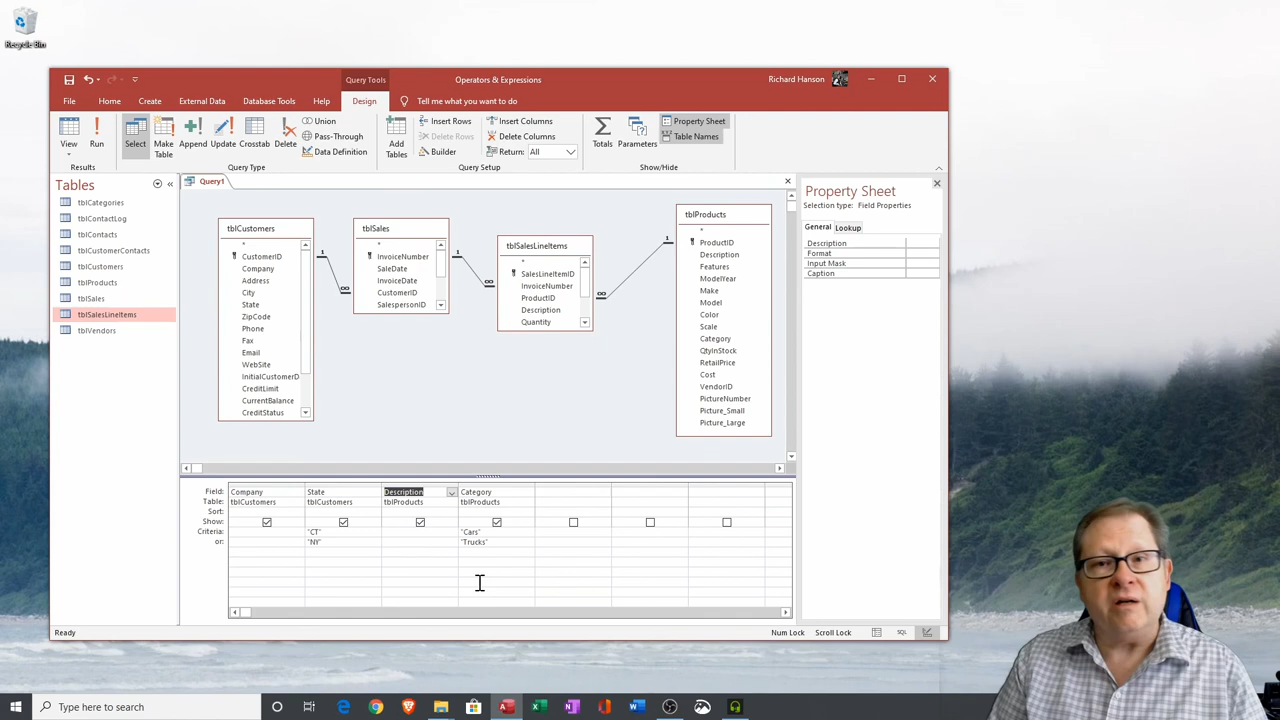 Recycle Bin
Query Tools
Operators & Expressions
Richard Hanson
File
Home
Create
External Data
Database Tools
Help
Design
Tell me what you want to do
View
Run
Results
Select
Make Table
Append
Update
Crosstab
Delete
Union
Pass-Through
Data Definition
Query Type
Add Tables
Insert Rows
Delete Rows
Builder
Insert Columns
Delete Columns
Return: All
Query Setup
Totals
Parameters
Property Sheet
Table Names
Show/Hide
Tables
tblCategories
tblContactLog
tblContacts
tblCustomerContacts
tblCustomers
tblProducts
tblSales
tblSalesLineItems
tblVendors
Query1
tblCustomers
*
CustomerID
Company
Address
City
State
ZipCode
Phone
Fax
Email
WebSite
InitialCustomerD
CreditLimit
CurrentBalance
CreditStatus
1
∞
tblSales
*
InvoiceNumber
SaleDate
InvoiceDate
CustomerID
SalespersonID
1
∞
tblSalesLineItems
*
SalesLineItemID
InvoiceNumber
ProductID
Description
Quantity
1
∞
tblProducts
*
ProductID
Description
Features
ModelYear
Make
Model
Color
Scale
Category
QtyInStock
RetailPrice
Cost
VendorID
PictureNumber
Picture_Small
Picture_Large
Property Sheet
Selection type: Field Properties
General
Lookup
Description
Format
Input Mask
Caption
Field: Company State Description Category
Table: tblCustomers tblCustomers tblProducts tblProducts
Sort:
Show:
Criteria: "CT" "Cars"
or: "NY" "Trucks"
Ready
Num Lock
Scroll Lock
SQL
Type here to search